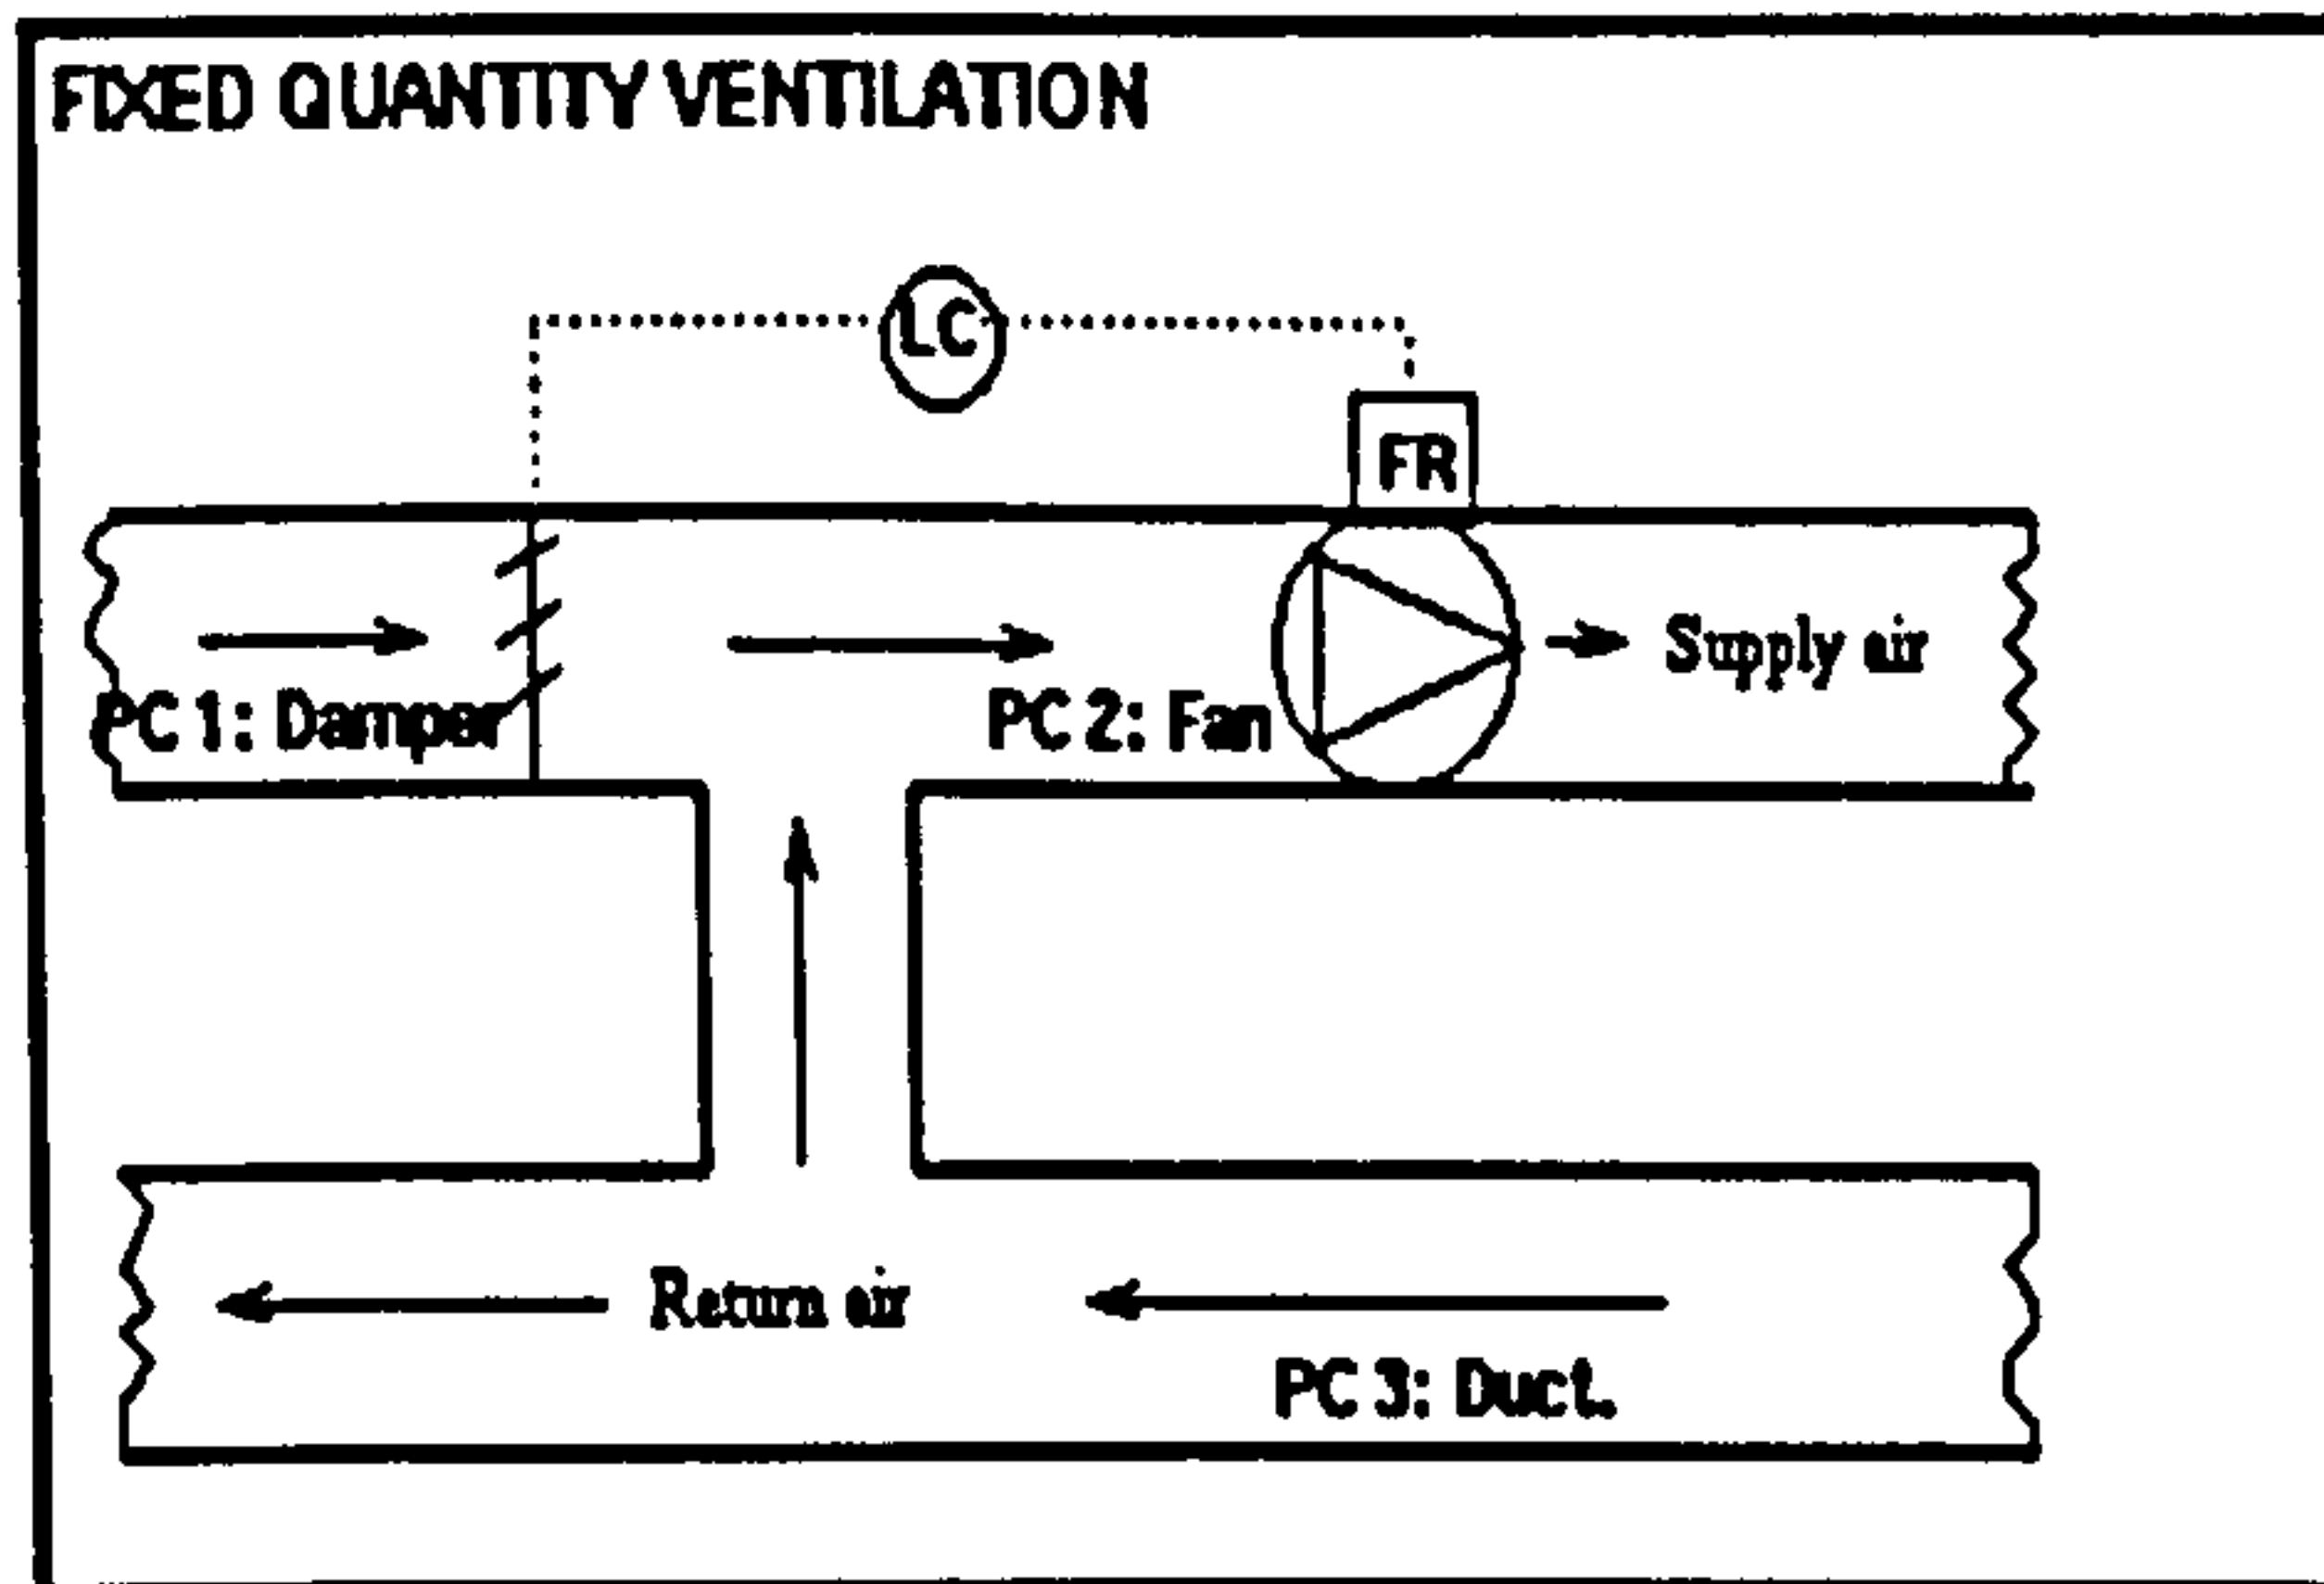 FIXED QUANTITY VENTILATION
LC
FR
Supply air
PC 1: Damper
PC 2: Fan
Return air
PC 3: Duct.